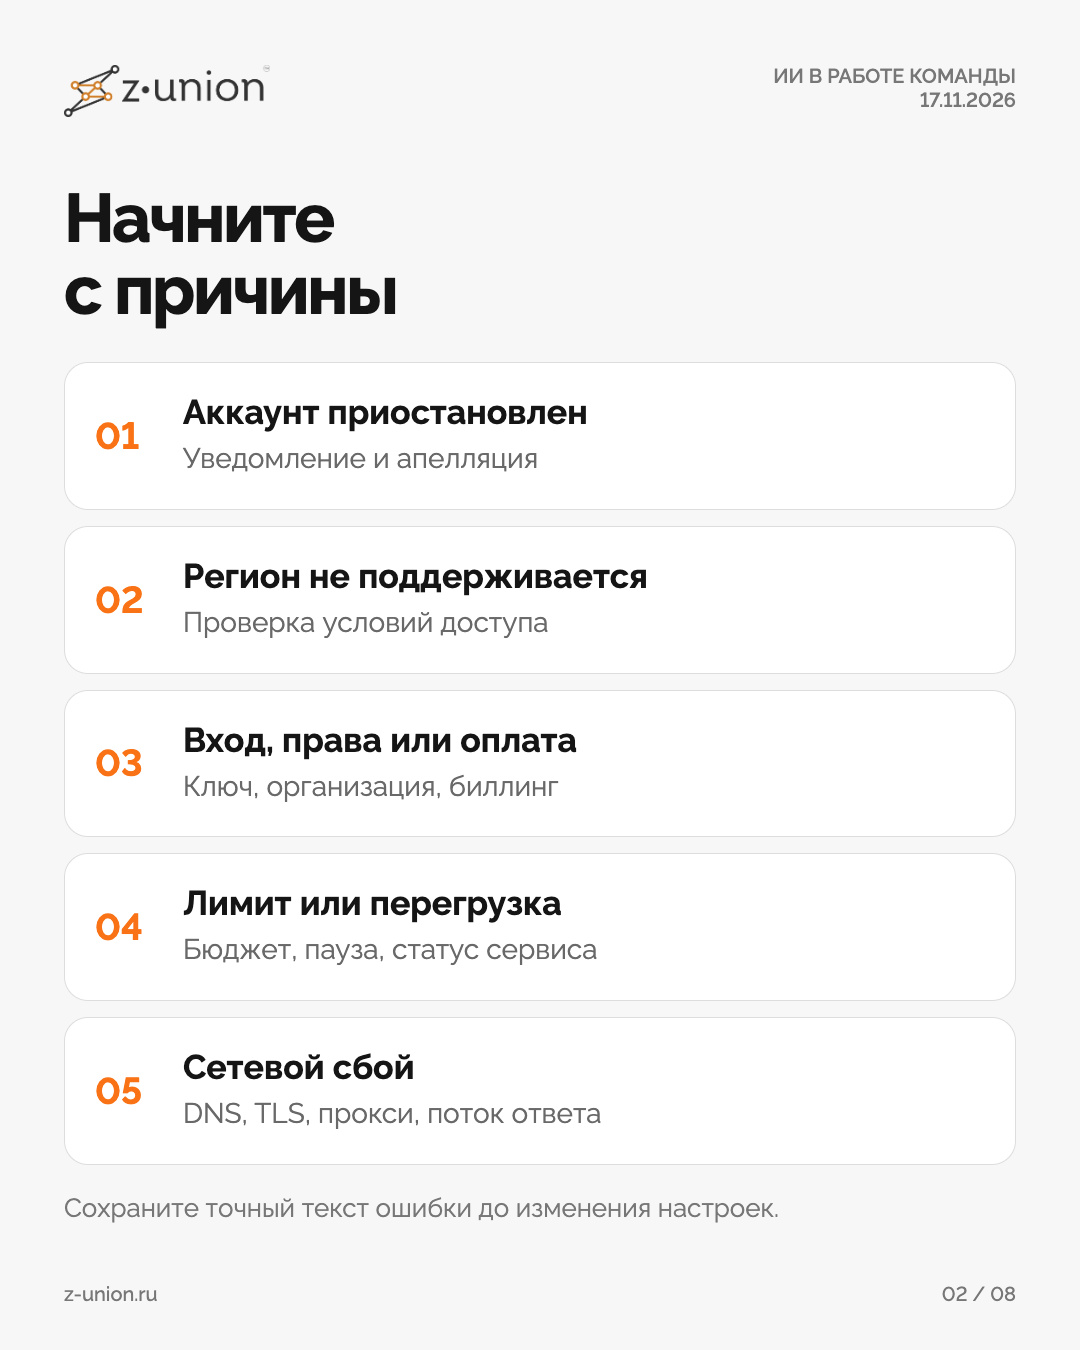 z·union
ИИ В РАБОТЕ КОМАНДЫ
17.11.2026
Начните
с причины
01
Аккаунт приостановлен
Уведомление и апелляция
02
Регион не поддерживается
Проверка условий доступа
03
Вход, права или оплата
Ключ, организация, биллинг
04
Лимит или перегрузка
Бюджет, пауза, статус сервиса
05
Сетевой сбой
DNS, TLS, прокси, поток ответа
Сохраните точный текст ошибки до изменения настроек.
z-union.ru
02 / 08